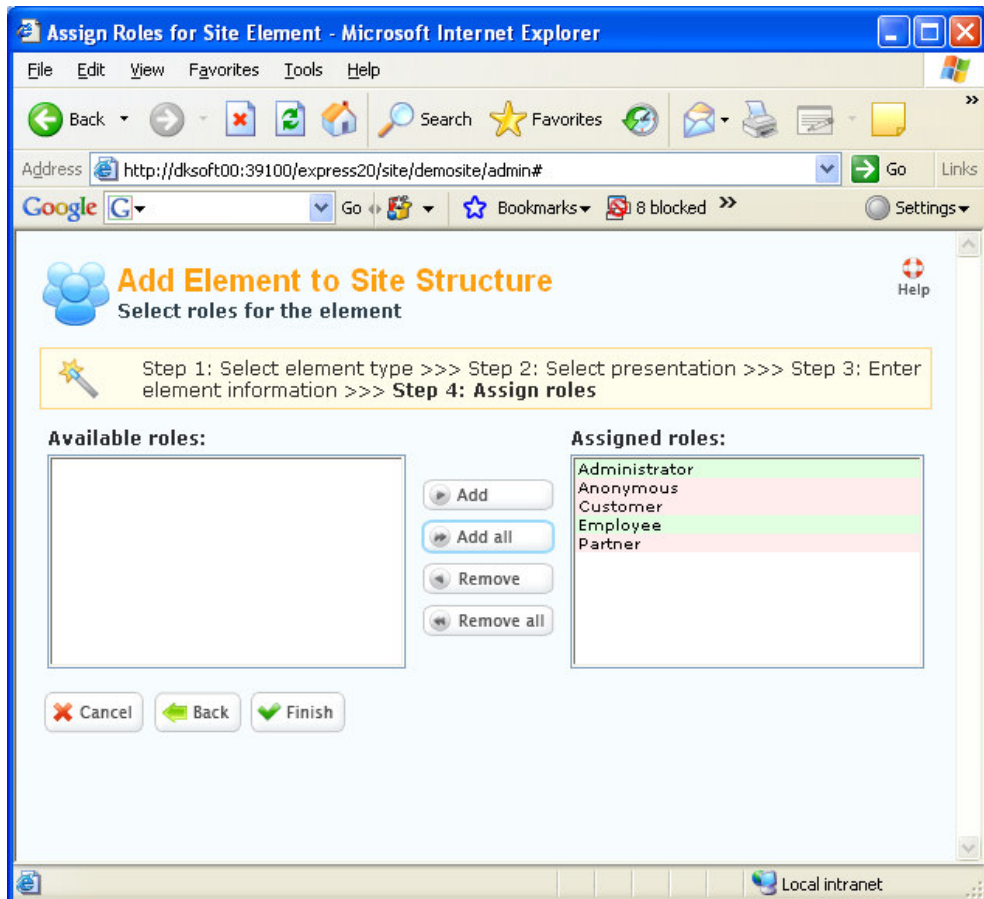 Assign Roles for Site Element - Microsoft Internet Explorer
File Edit View Favorites Tools Help
Back Search Favorites »
Address http://dksoft00:39100/express20/site/demosite/admin# Go Links
Google G Go Bookmarks 8 blocked » Settings
Add Element to Site Structure
Select roles for the element
Help
Step 1: Select element type >>> Step 2: Select presentation >>> Step 3: Enter
element information >>> Step 4: Assign roles
Available roles:
Assigned roles:
Administrator
Anonymous
Customer
Employee
Partner
Add
Add all
Remove
Remove all
Cancel Back Finish
Local intranet